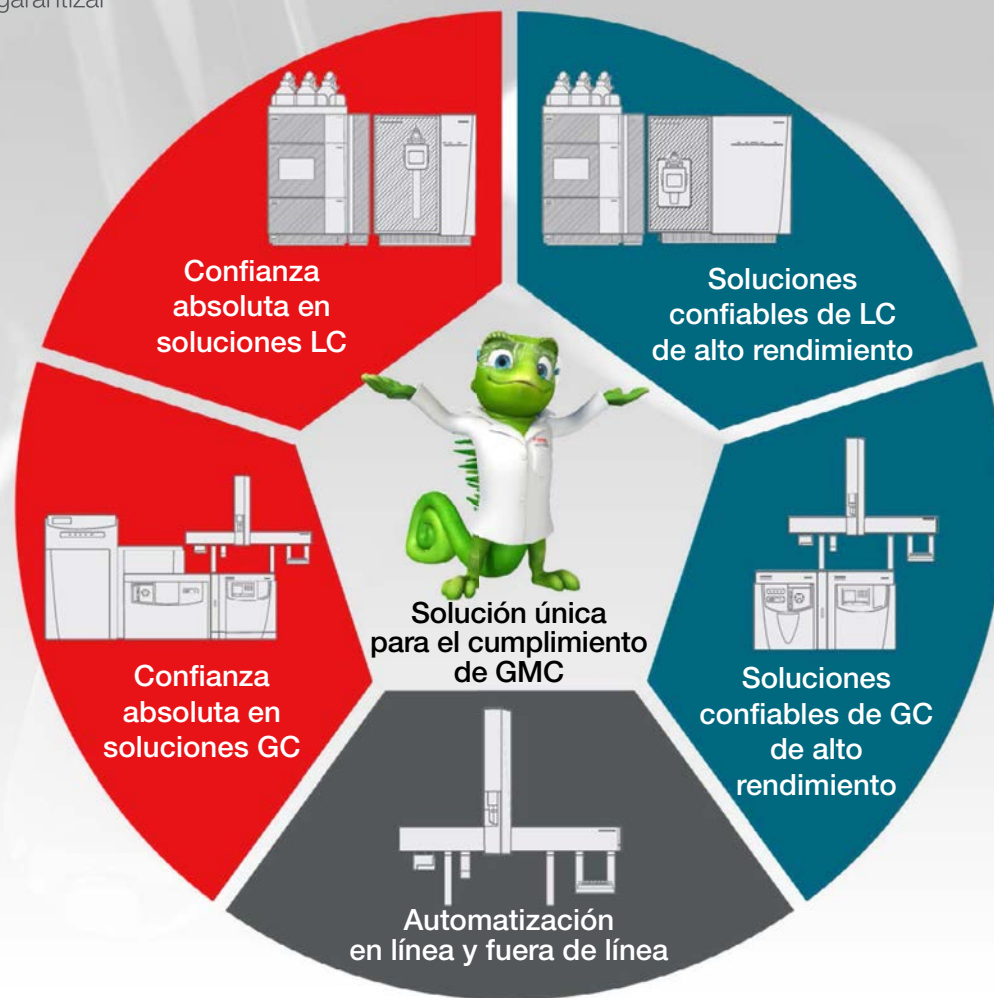 garantizar
Confianza
absoluta en
soluciones LC
Soluciones
confiables de LC
de alto rendimiento
Solución única
para el cumplimiento
de GMC
Confianza
absoluta en
soluciones GC
Soluciones
confiables de GC
de alto
rendimiento
Automatización
en línea y fuera de línea